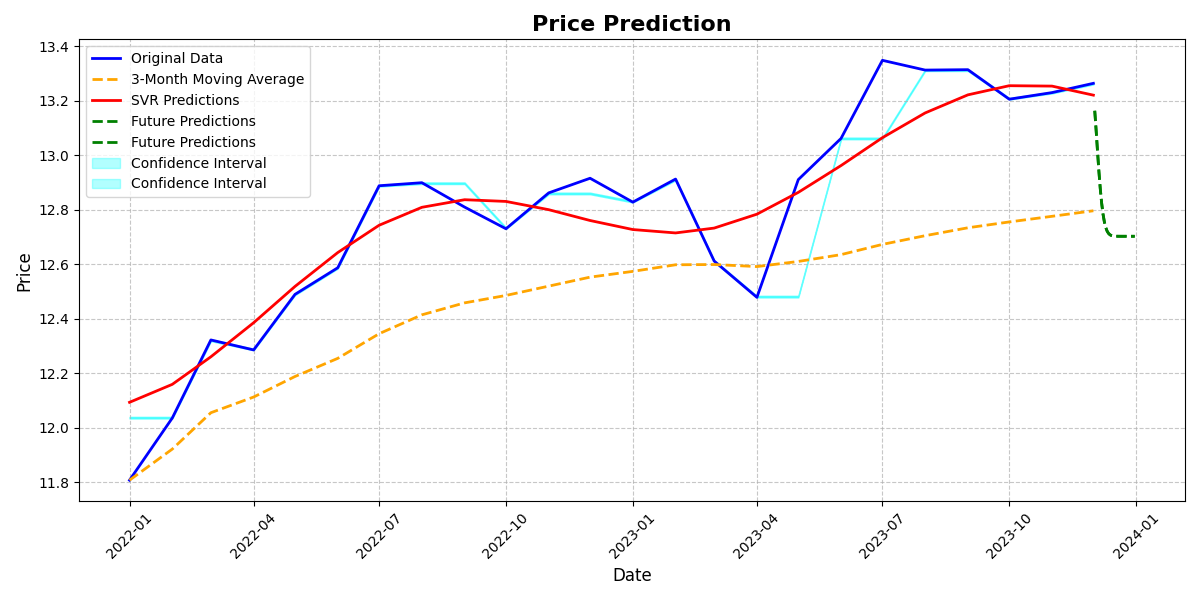 Price Prediction
Original Data
3-Month Moving Average
SVR Predictions
Future Predictions
Future Predictions
Confidence Interval
Confidence Interval
Price
13.4
13.2
13.0
12.8
12.6
12.4
12.2
12.0
11.8
2022-01
2022-04
2022-07
2022-10
2023-01
2023-04
2023-07
2023-10
2024-01
Date